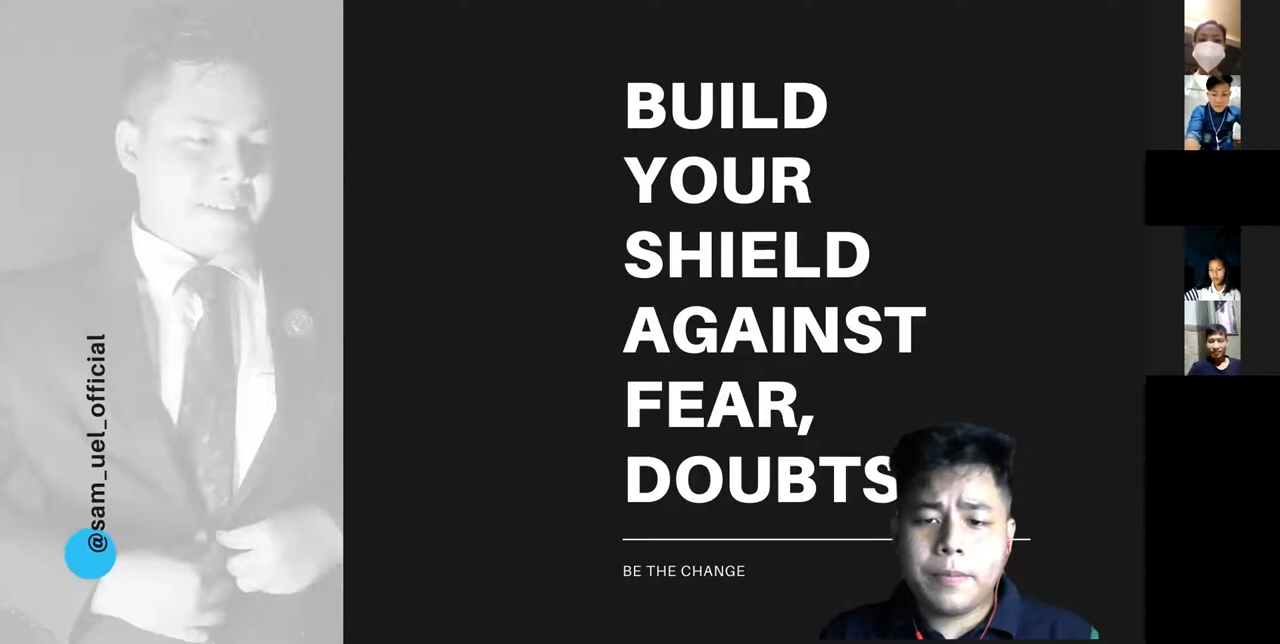 @sam_uel_official
BUILD
YOUR
SHIELD
AGAINST
FEAR,
DOUBTS
BE THE CHANGE